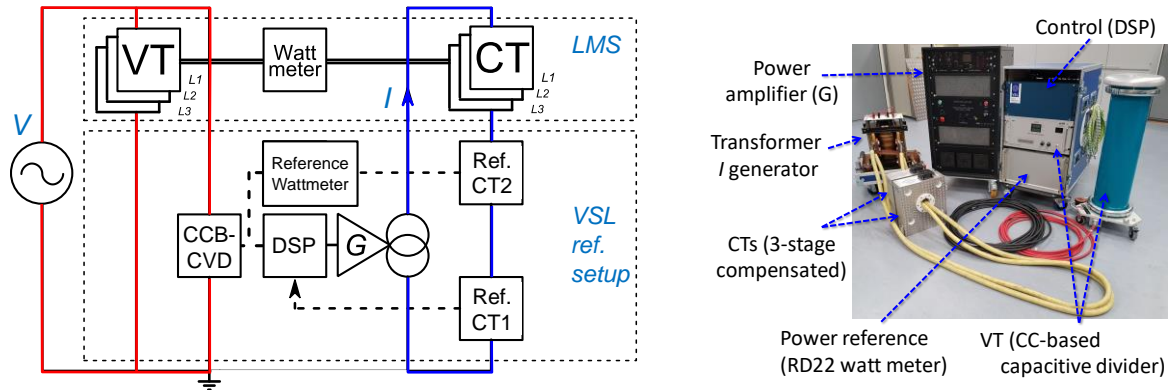 VT
L1
L2
L3
Watt
meter
CT
L1
L2
L3
LMS
V
I
Reference
Wattmeter
Ref.
CT2
CCB-
CVD
DSP
G
VSL
ref.
setup
Ref.
CT1
Control (DSP)
Power
amplifier (G)
Transformer
I generator
CTs (3-stage
compensated)
Power reference
(RD22 watt meter)
VT (CC-based
capacitive divider)